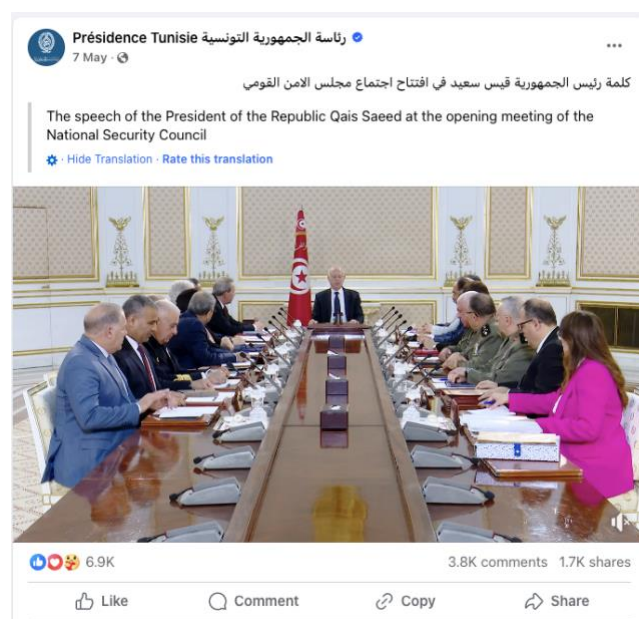 Présidence Tunisie رئاسة الجمهورية التونسية
7 May ·
كلمة رئيس الجمهورية قيس سعيد في افتتاح اجتماع مجلس الامن القومي
The speech of the President of the Republic Qais Saeed at the opening meeting of the
National Security Council
· Hide Translation · Rate this translation
6.9K
3.8K comments 1.7K shares
Like
Comment
Copy
Share